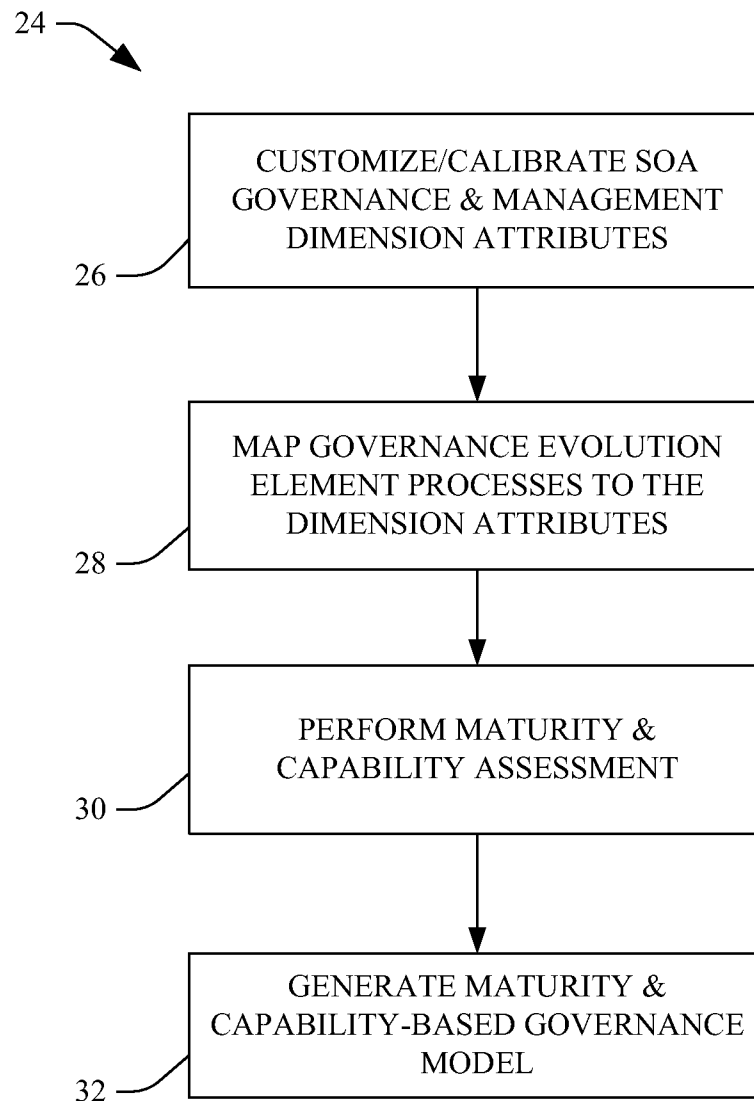 24
CUSTOMIZE/CALIBRATE SOA
GOVERNANCE & MANAGEMENT
DIMENSION ATTRIBUTES
26
MAP GOVERNANCE EVOLUTION
ELEMENT PROCESSES TO THE
DIMENSION ATTRIBUTES
28
PERFORM MATURITY &
CAPABILITY ASSESSMENT
30
GENERATE MATURITY &
CAPABILITY-BASED GOVERNANCE
MODEL
32